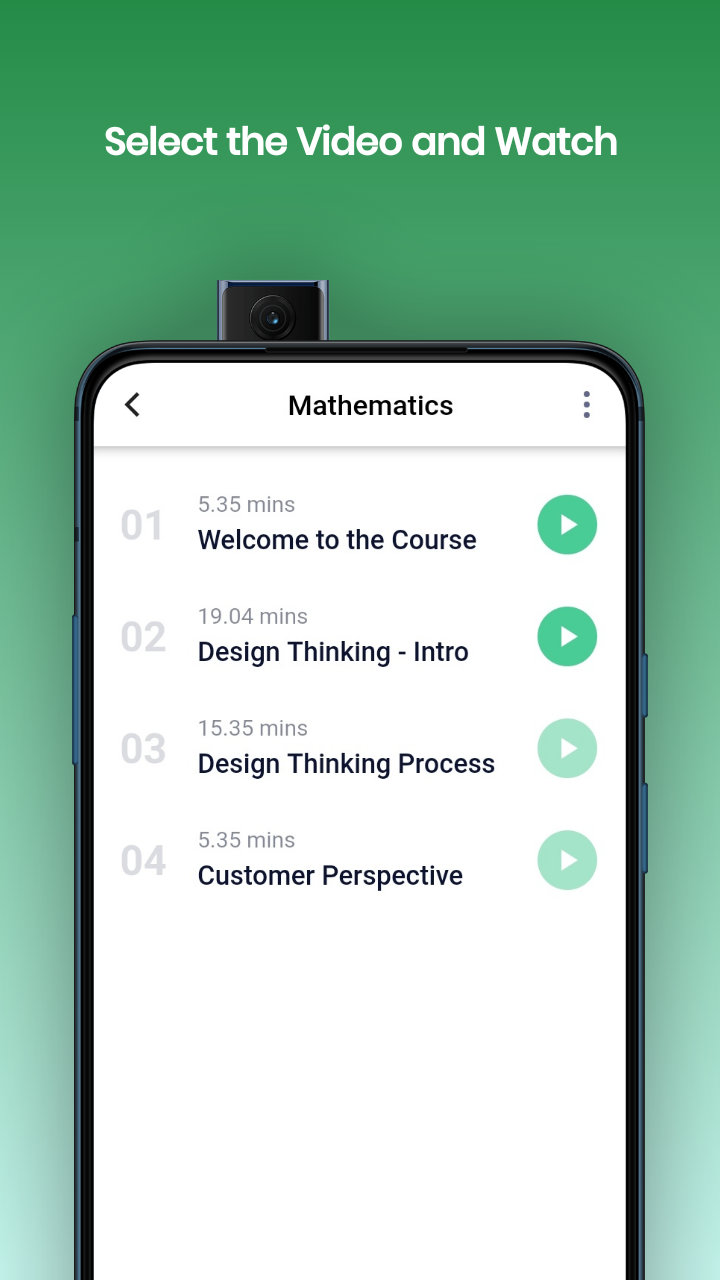 Select the Video and Watch
Mathematics
01
5.35 mins
Welcome to the Course
02
19.04 mins
Design Thinking - Intro
03
15.35 mins
Design Thinking Process
04
5.35 mins
Customer Perspective